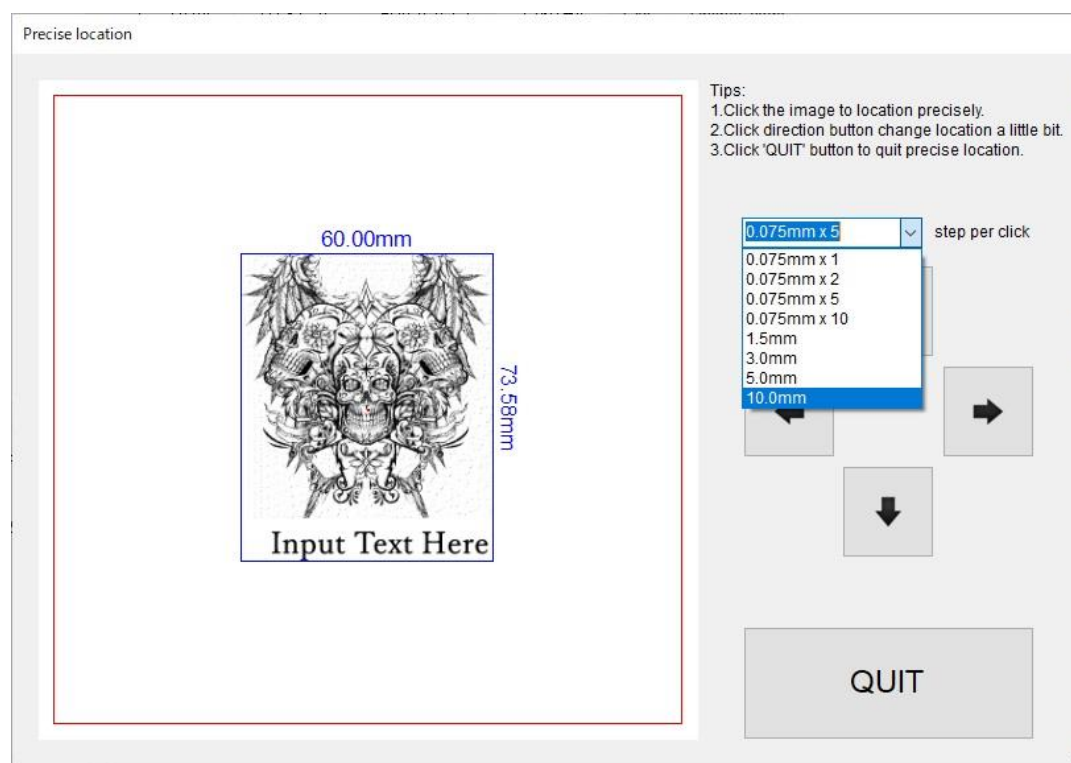 Precise location
Tips:
1.Click the image to location precisely.
2.Click direction button change location a little bit.
3.Click 'QUIT' button to quit precise location.
60.00mm
73.58mm
Input Text Here
0.075mm x 5
step per click
0.075mm x 1
0.075mm x 2
0.075mm x 5
0.075mm x 10
1.5mm
3.0mm
5.0mm
10.0mm
QUIT